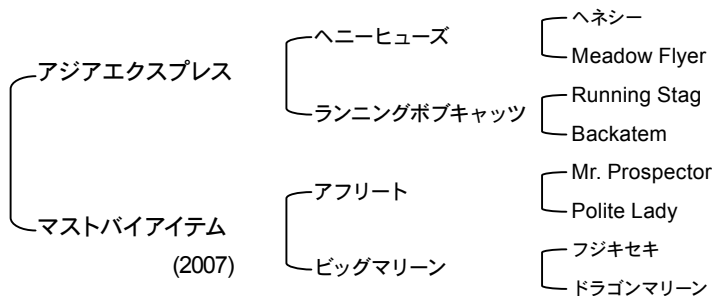 ヘネシー
ヘニーヒューズ
Meadow Flyer
アジアエクスプレス
Running Stag
ランニングボブキャッツ
Backatem
Mr. Prospector
アフリート
Polite Lady
マストバイアイテム
(2007)
フジキセキ
ビッグマリーン
ドラゴンマリーン